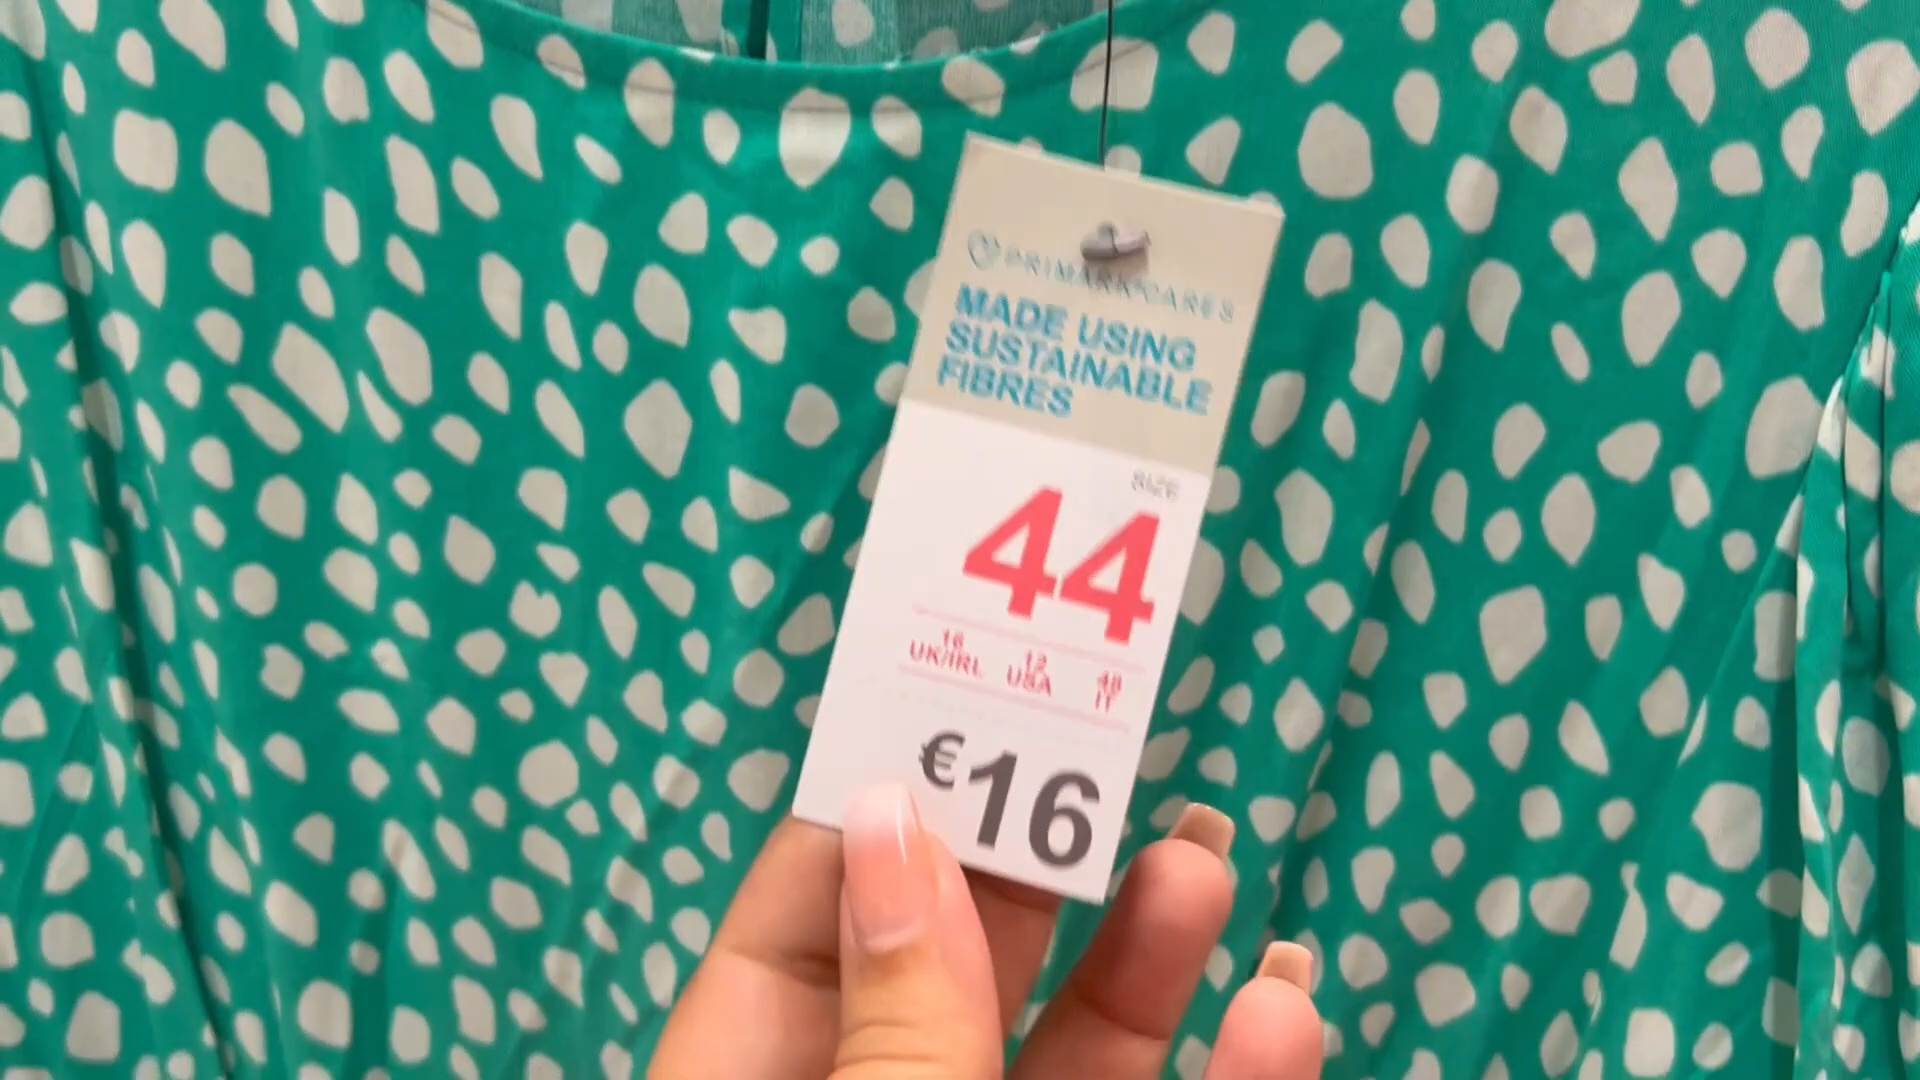 PRIMARK CARES
MADE USING
SUSTAINABLE
FIBRES
SIZE
44
16 12 48
UK/IRL USA IT
€16